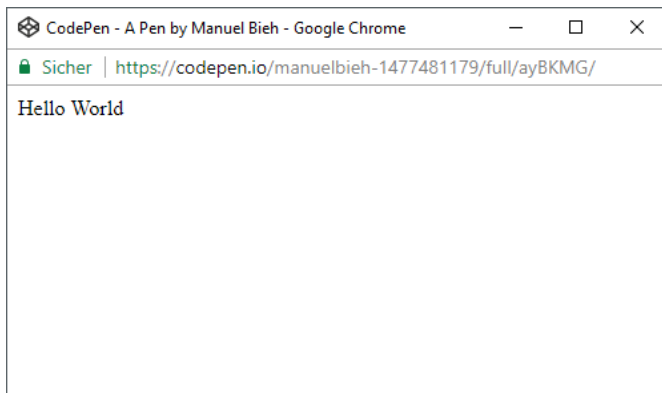 CodePen - A Pen by Manuel Bieh - Google Chrome
Sicher https://codepen.io/manuelbieh-1477481179/full/ayBKMG/
Hello World